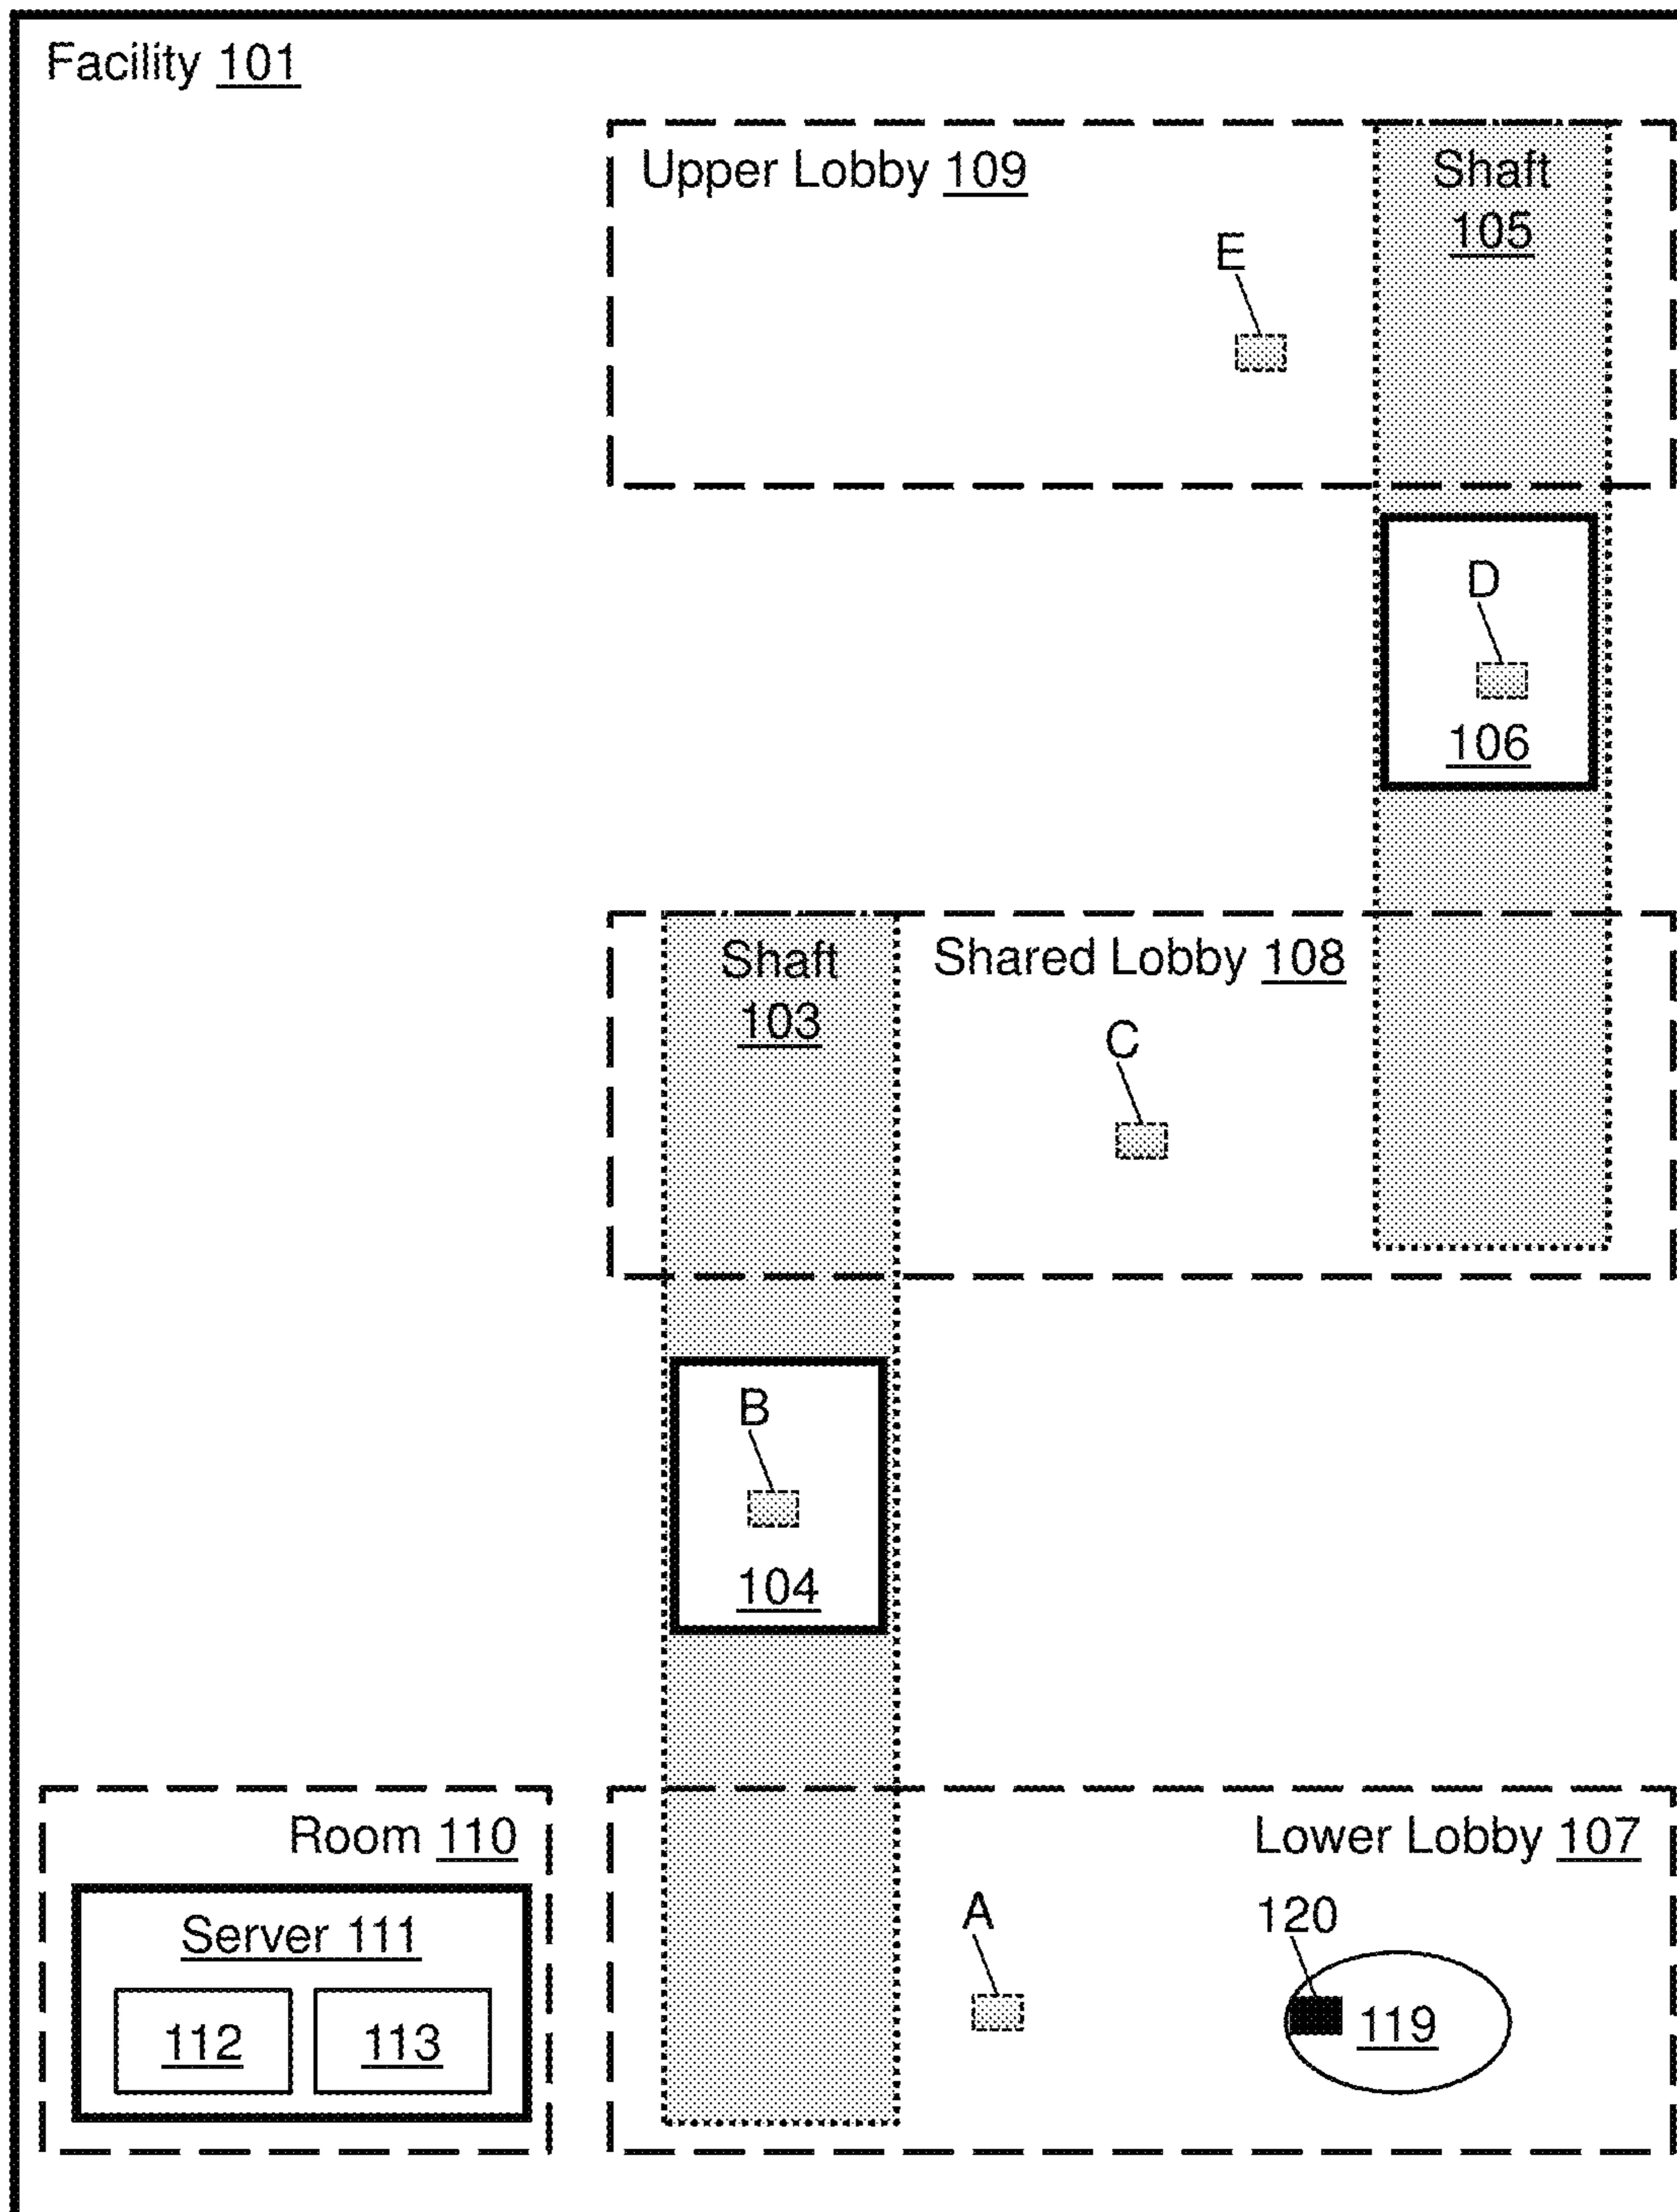 Facility 101
Upper Lobby 109
Shaft
105
E
D
106
Shaft
103
Shared Lobby 108
C
B
104
Room 110
Server 111
112
113
Lower Lobby 107
A
120
119